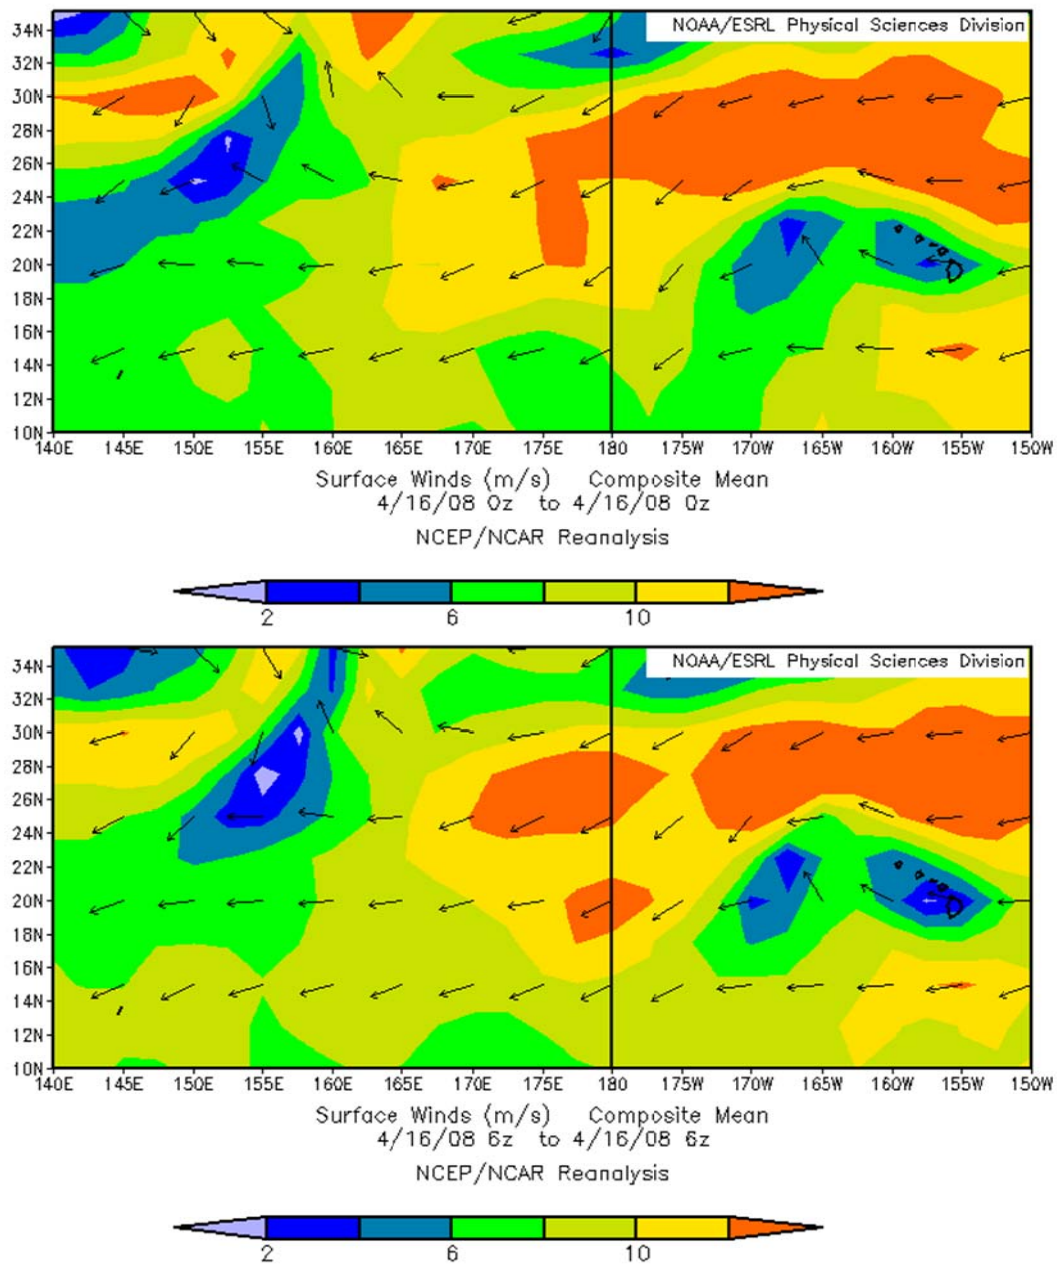 34N
NOAA/ESRL Physical Sciences Division
32N
30N
28N
26N
24N
22N
20N
18N
16N
14N
12N
10N
140E 145E 150E 155E 160E 165E 170E 175E 180 175W 170W 165W 160W 155W 150W
Surface Winds (m/s) Composite Mean
4/16/08 0z to 4/16/08 0z
NCEP/NCAR Reanalysis
2 6 10
34N
NOAA/ESRL Physical Sciences Division
32N
30N
28N
26N
24N
22N
20N
18N
16N
14N
12N
10N
140E 145E 150E 155E 160E 165E 170E 175E 180 175W 170W 165W 160W 155W 150W
Surface Winds (m/s) Composite Mean
4/16/08 6z to 4/16/08 6z
NCEP/NCAR Reanalysis
2 6 10